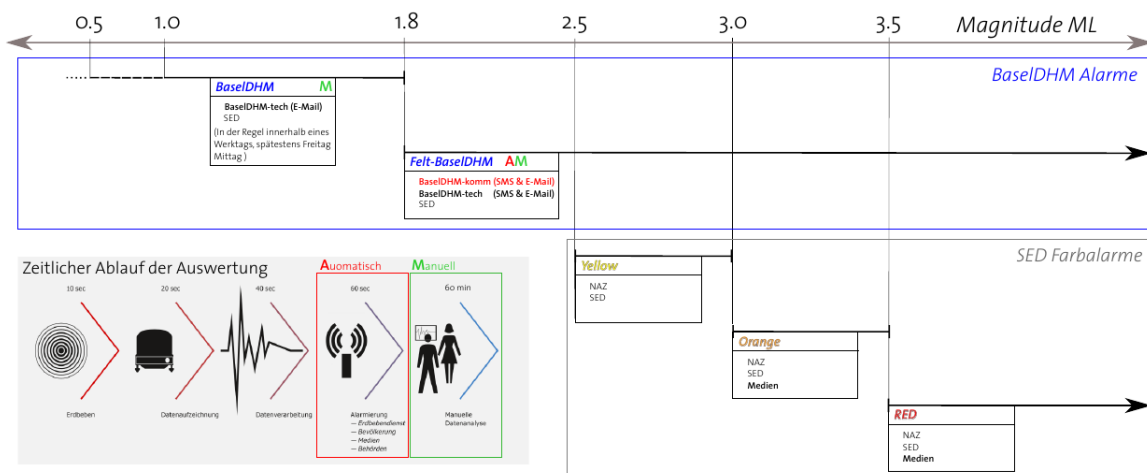 0.5 1.0 1.8 2.5 3.0 3.5 Magnitude ML
BaselDHM Alarme
BaselDHM M
BaselDHM-tech (E-Mail)
SED
(In der Regel innerhalb eines
Werktags, spätestens Freitag
Mittag )
Felt-BaselDHM AM
BaselDHM-komm (SMS & E-Mail)
BaselDHM-tech (SMS & E-Mail)
SED
SED Farbalarme
Yellow
NAZ
SED
Orange
NAZ
SED
Medien
RED
NAZ
SED
Medien
Zeitlicher Ablauf der Auswertung
Auomatisch
Manuell
10 sec
20 sec
40 sec
60 sec
60 min
Erdbeben
Datenaufzeichnung
Datenverarbeitung
Alarmierung
— Erdbebendienst
— Bevölkerung
— Medien
— Behörden
Manuelle
Datenanalyse